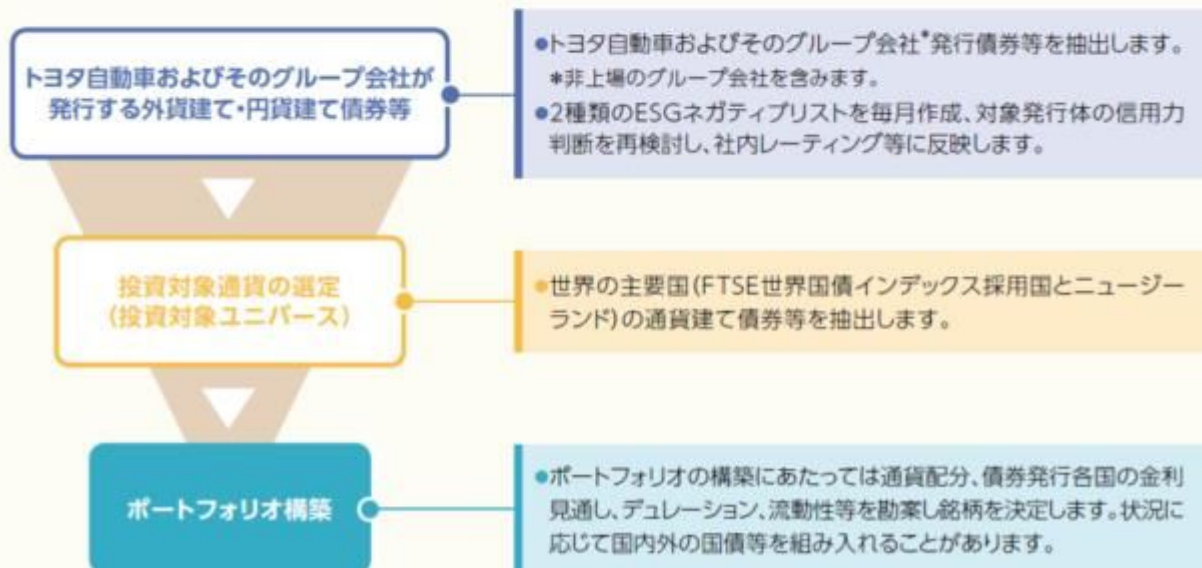 トヨタ自動車およびそのグループ会社が
発行する外貨建て・円貨建て債券等
●トヨタ自動車およびそのグループ会社*発行債券等を抽出します。
*非上場のグループ会社を含みます。
●2種類のESGネガティブリストを毎月作成、対象発行体の信用力
判断を再検討し、社内レーティング等に反映します。
投資対象通貨の選定
(投資対象ユニバース)
●世界の主要国(FTSE世界国債インデックス採用国とニュージー
ランド)の通貨建て債券等を抽出します。
ポートフォリオ構築
●ポートフォリオの構築にあたっては通貨配分、債券発行各国の金利
見通し、デュレーション、流動性等を勘案し銘柄を決定します。状況に
応じて国内外の国債等を組み入れることがあります。